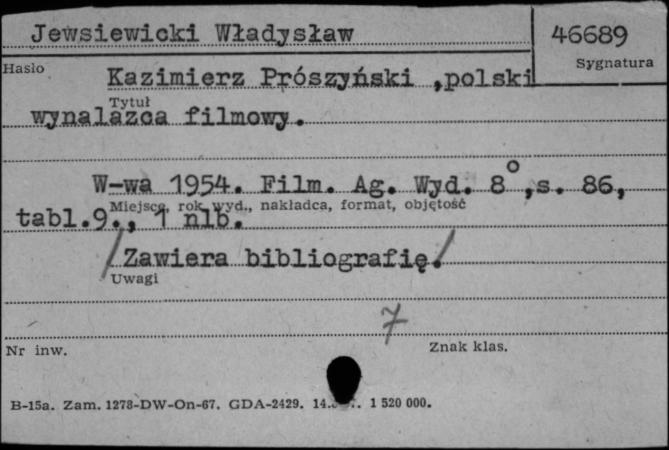 Jewsiewicki Władysław
46689
Hasło
Sygnatura
Kazimierz Prószyński ,polski
Tytuł
wynalazca filmowy.
W-wa 1954. Film. Ag. Wyd. 8°,s. 86,
Miejsce, rok wyd., nakładca, format, objętość
tabl.9., 1 nlb.
/Zawiera bibliografię./
Uwagi
7
Nr inw.
Znak klas.
B-15a. Zam. 1278-DW-On-67. GDA-2429. 1 520 000.